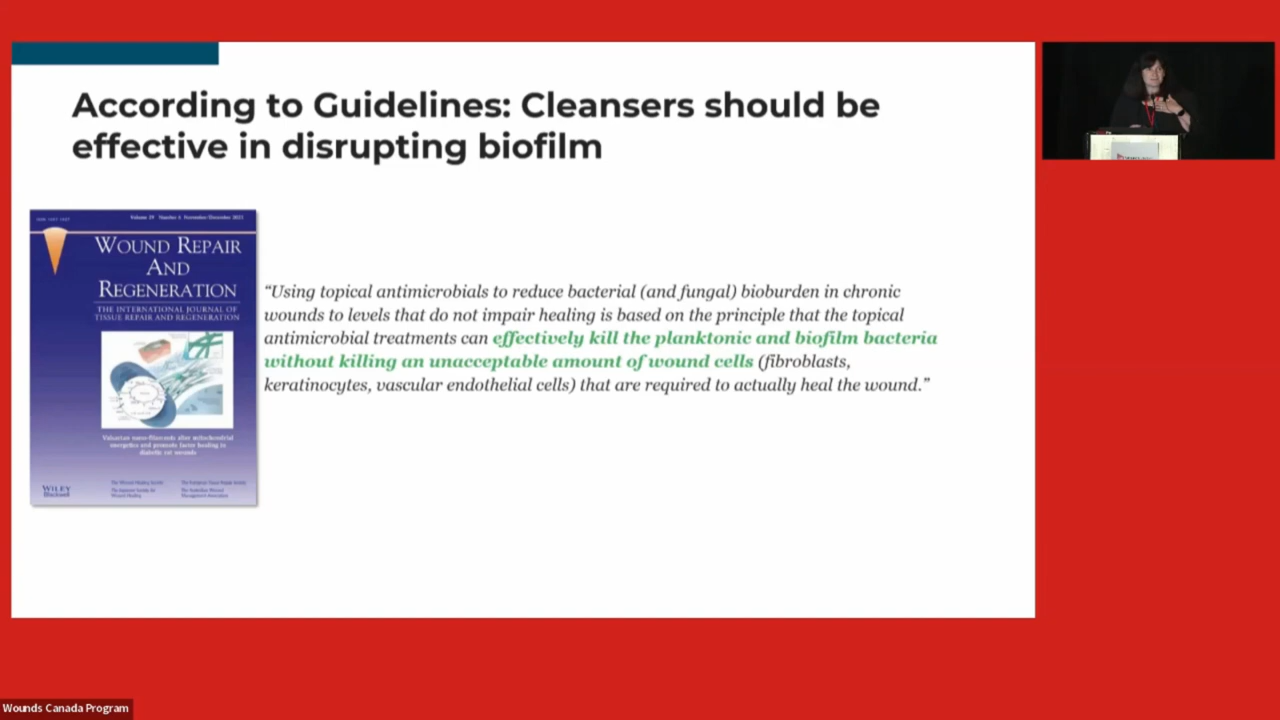 According to Guidelines: Cleansers should be
effective in disrupting biofilm
WOUND REPAIR
AND
REGENERATION
THE INTERNATIONAL JOURNAL OF
TISSUE REPAIR AND REGENERATION
WILEY
Blackwell
“Using topical antimicrobials to reduce bacterial (and fungal) bioburden in chronic
wounds to levels that do not impair healing is based on the principle that the topical
antimicrobial treatments can effectively kill the planktonic and biofilm bacteria
without killing an unacceptable amount of wound cells (fibroblasts,
keratinocytes, vascular endothelial cells) that are required to actually heal the wound.”
Wounds Canada Program